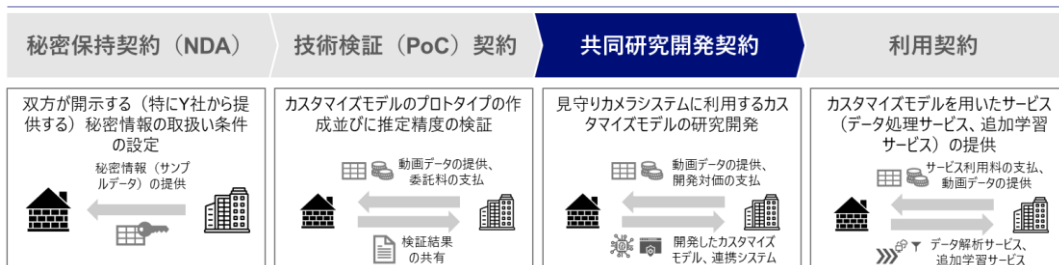 秘密保持契約（NDA）
技術検証（PoC）契約
共同研究開発契約
利用契約
双方が開示する（特にY社から提
供する）秘密情報の取扱い条件
の設定
秘密情報（サンプ
ルデータ）の提供
カスタマイズモデルのプロトタイプの作
成並びに推定精度の検証
動画データの提供、
委託料の支払
検証結果
の共有
見守りカメラシステムに利用するカス
タマイズモデルの研究開発
動画データの提供、
開発対価の支払
開発したカスタマイズ
モデル、連携システム
カスタマイズモデルを用いたサービス
（データ処理サービス、追加学習
サービス）の提供
サービス利用料の支払、
動画データの提供
データ解析サービス、
追加学習サービス